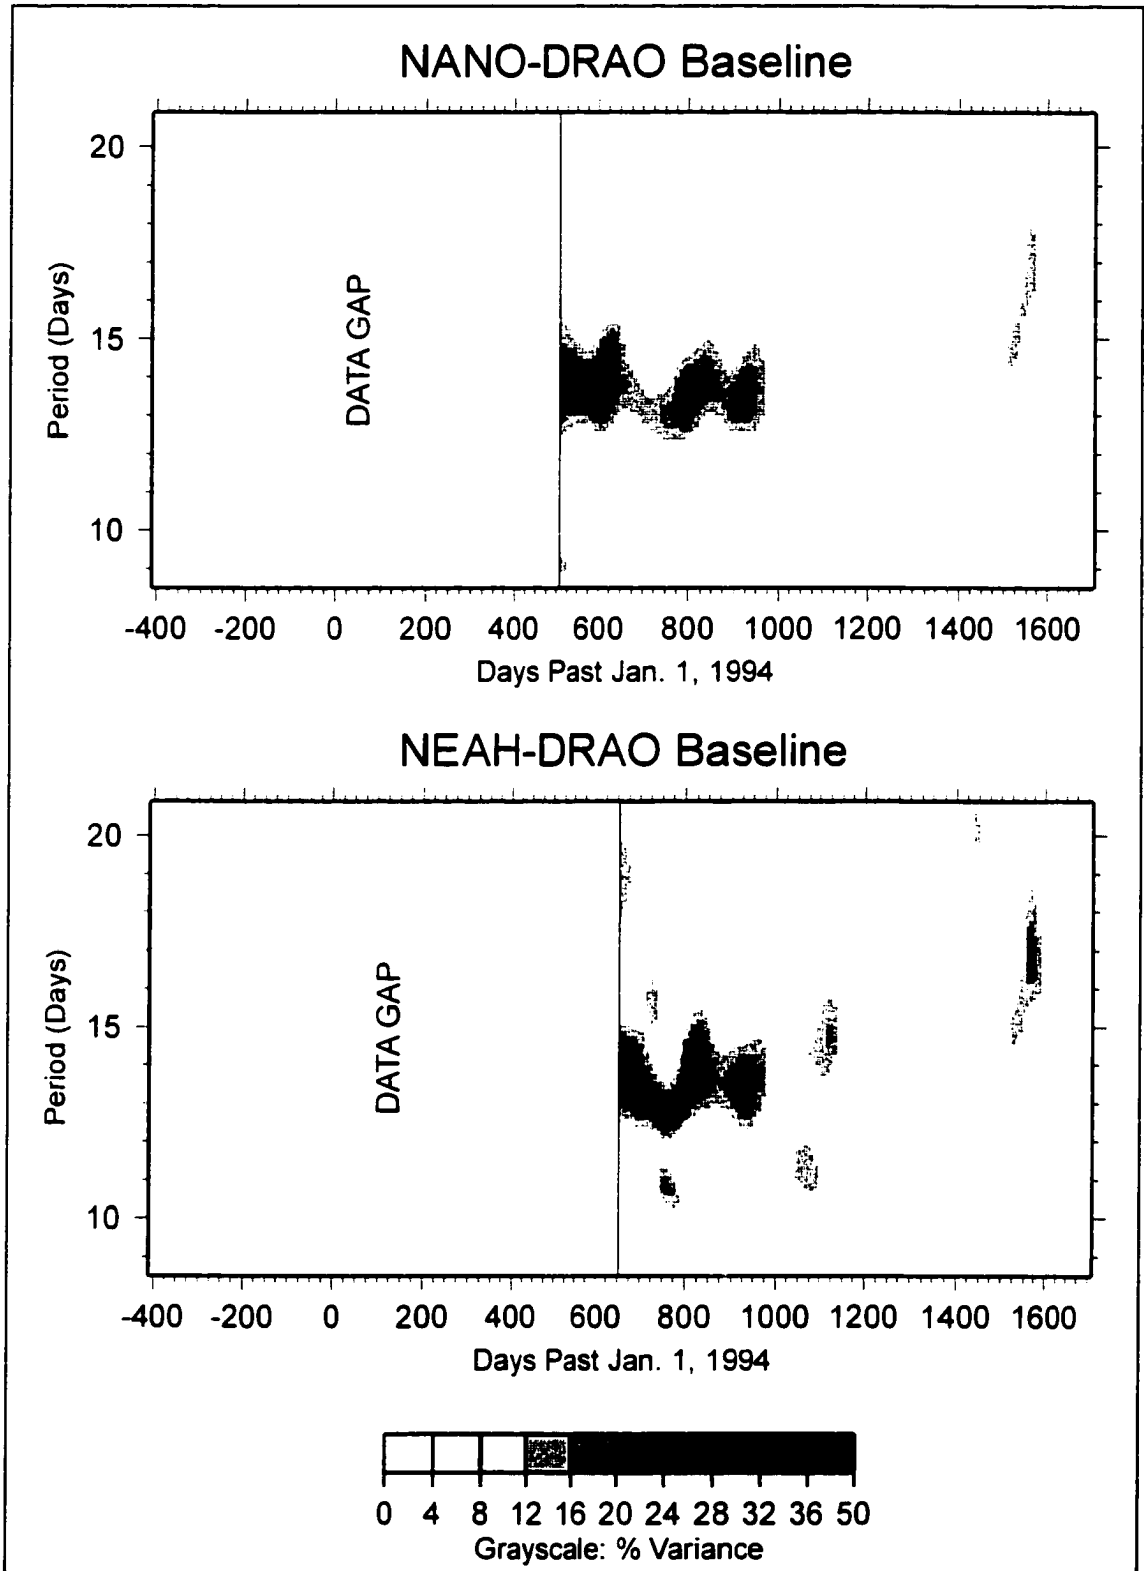 NANO-DRAO Baseline
20
15
10
Period (Days)
DATA GAP
-400 -200 0 200 400 600 800 1000 1200 1400 1600
Days Past Jan. 1, 1994
NEAH-DRAO Baseline
20
15
10
Period (Days)
DATA GAP
-400 -200 0 200 400 600 800 1000 1200 1400 1600
Days Past Jan. 1, 1994
0 4 8 12 16 20 24 28 32 36 50
Grayscale: % Variance